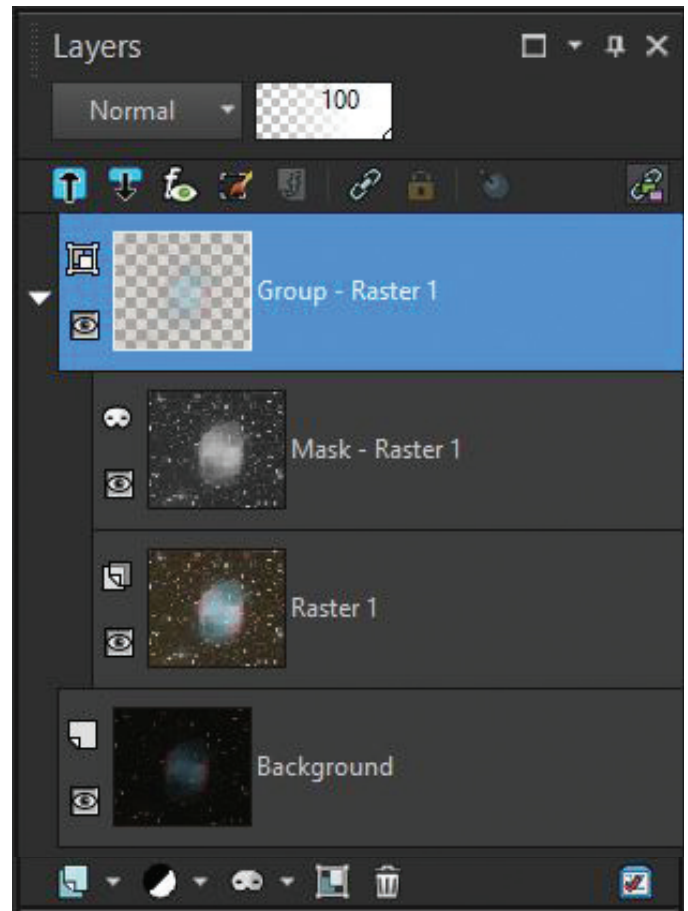 Layers
Normal
100
Group - Raster 1
Mask - Raster 1
Raster 1
Background